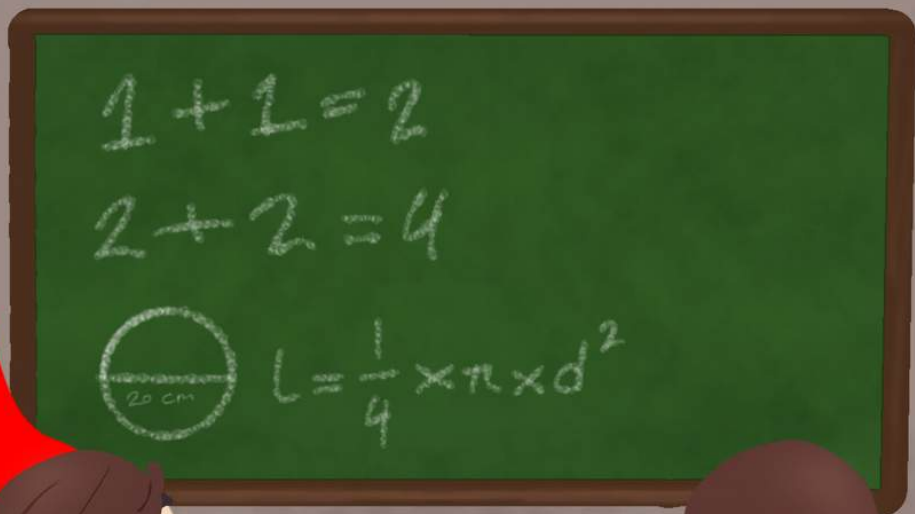 1 + 1 = 2
2 + 2 = 4
20 cm
L = 1/4 × π × d²